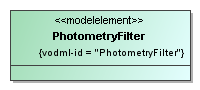 <<modelelement>>
PhotometryFilter
{vodml-id = "PhotometryFilter"}